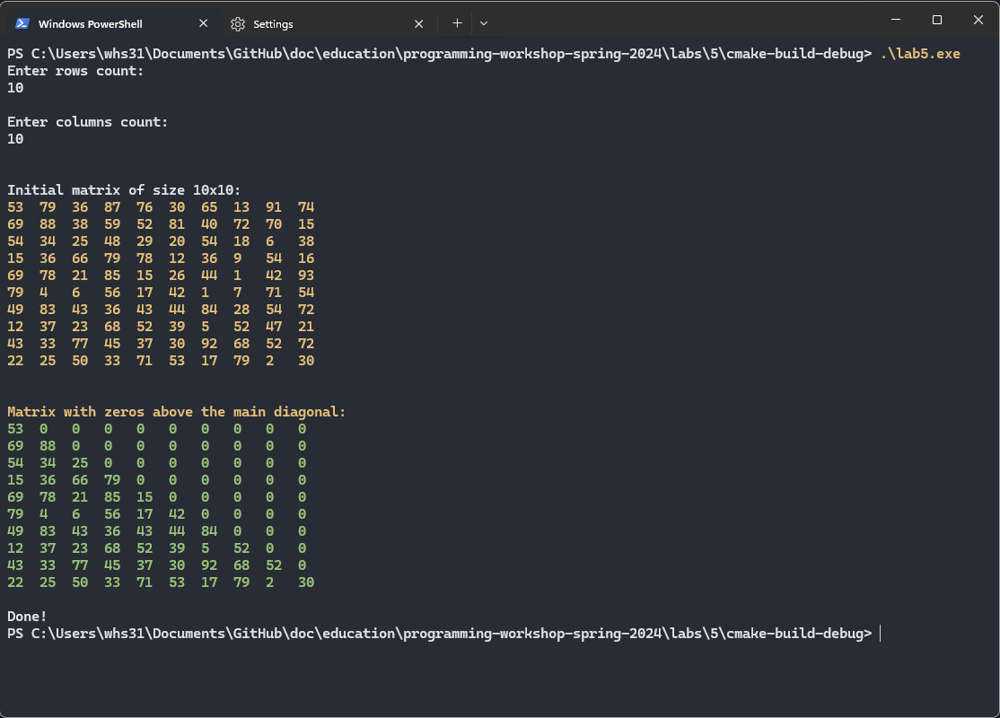 Windows PowerShell
Settings
PS C:\Users\whs31\Documents\GitHub\doc\education\programming-workshop-spring-2024\labs\5\cmake-build-debug> .\lab5.exe
Enter rows count:
10
Enter columns count:
10
Initial matrix of size 10x10:
53 79 36 87 76 30 65 13 91 74
69 88 38 59 52 81 40 72 70 15
54 34 25 48 29 20 54 18 6 38
15 36 66 79 78 12 36 9 54 16
69 78 21 85 15 26 44 1 42 93
79 4 6 56 17 42 1 7 71 54
49 83 43 36 43 44 84 28 54 72
12 37 23 68 52 39 5 52 47 21
43 33 77 45 37 30 92 68 52 72
22 25 50 33 71 53 17 79 2 30
Matrix with zeros above the main diagonal:
53 0 0 0 0 0 0 0 0 0
69 88 0 0 0 0 0 0 0 0
54 34 25 0 0 0 0 0 0 0
15 36 66 79 0 0 0 0 0 0
69 78 21 85 15 0 0 0 0 0
79 4 6 56 17 42 0 0 0 0
49 83 43 36 43 44 84 0 0 0
12 37 23 68 52 39 5 52 0 0
43 33 77 45 37 30 92 68 52 0
22 25 50 33 71 53 17 79 2 30
Done!
PS C:\Users\whs31\Documents\GitHub\doc\education\programming-workshop-spring-2024\labs\5\cmake-build-debug>